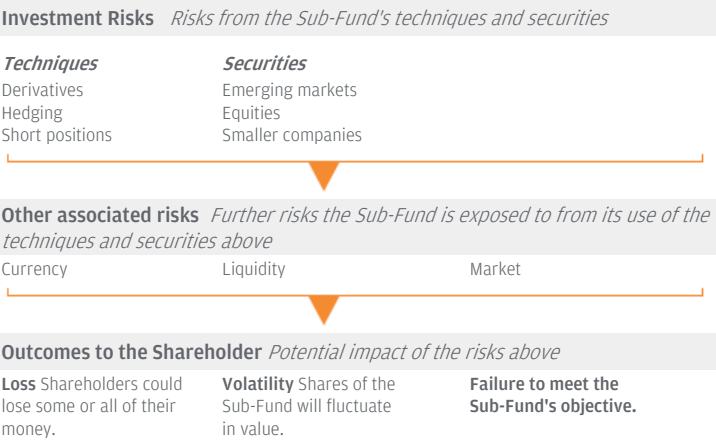 Investment Risks Risks from the Sub-Fund's techniques and securities
Techniques Securities
Derivatives Emerging markets
Hedging Equities
Short positions Smaller companies
Other associated risks Further risks the Sub-Fund is exposed to from its use of the
techniques and securities above
Currency Liquidity Market
Outcomes to the Shareholder Potential impact of the risks above
Loss Shareholders could
lose some or all of their
money.
Volatility Shares of the
Sub-Fund will fluctuate
in value.
Failure to meet the
Sub-Fund's objective.